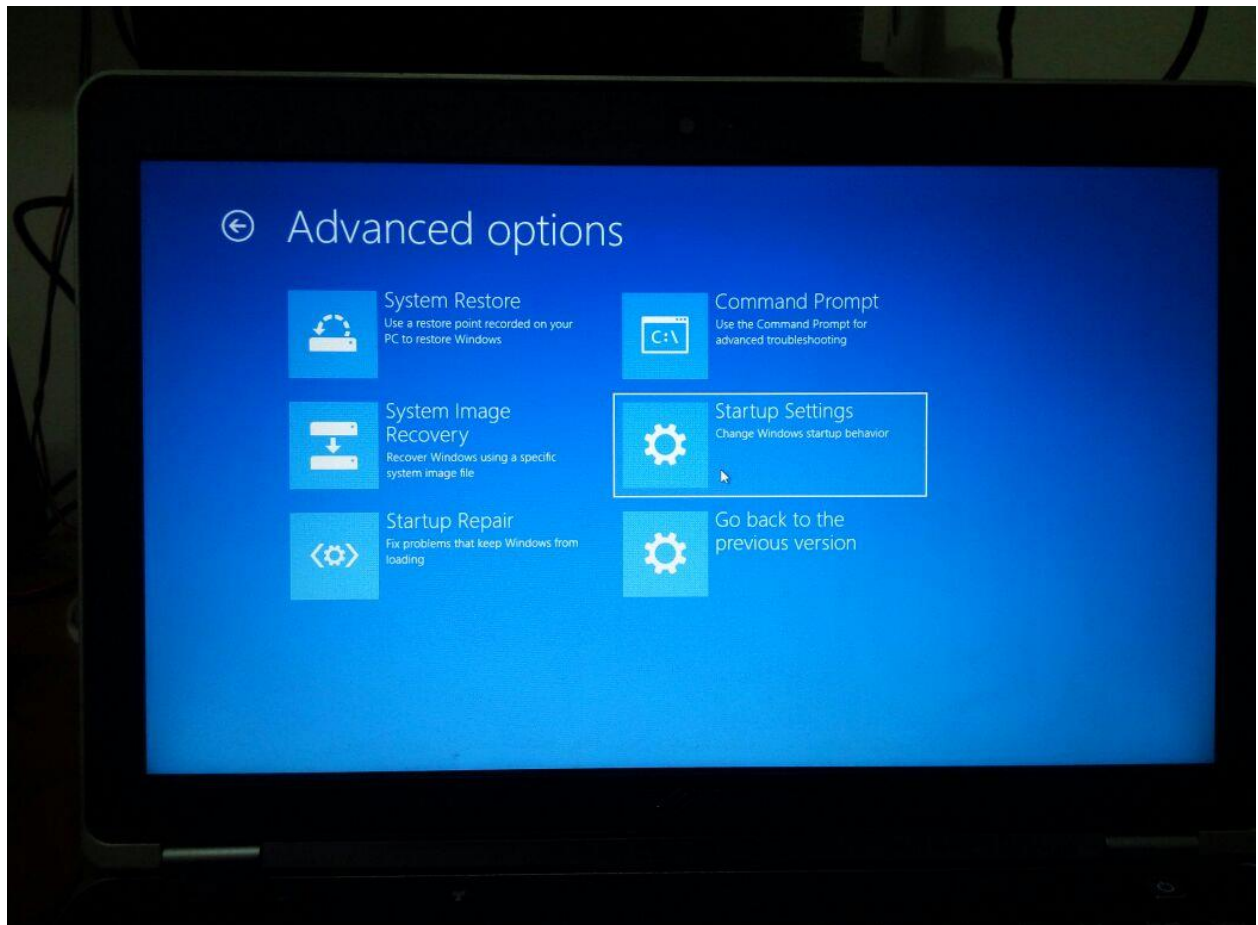 Advanced options
System Restore
Use a restore point recorded on your
PC to restore Windows
System Image
Recovery
Recover Windows using a specific
system image file
Startup Repair
Fix problems that keep Windows from
loading
Command Prompt
Use the Command Prompt for
advanced troubleshooting
C:\
Startup Settings
Change Windows startup behavior
Go back to the
previous version